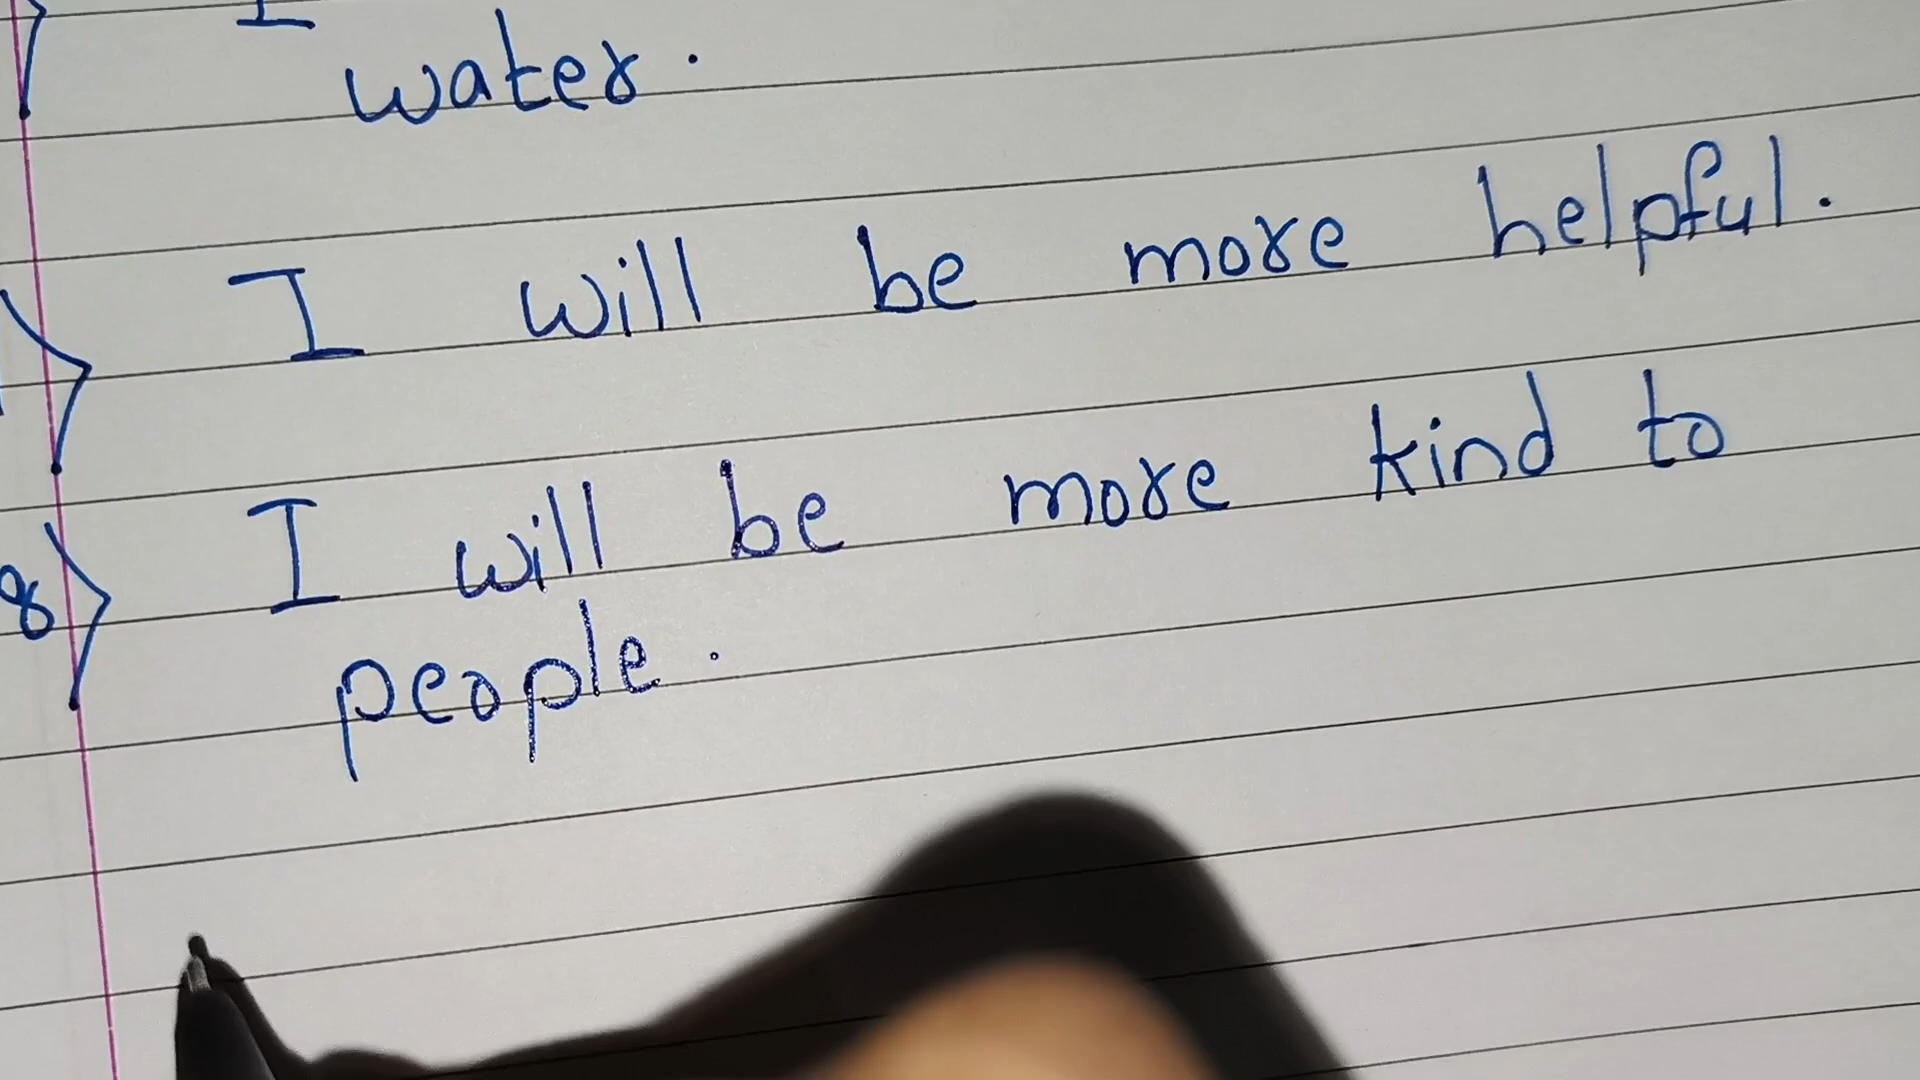 water.
I will be more helpful.
8) I will be more kind to
people.